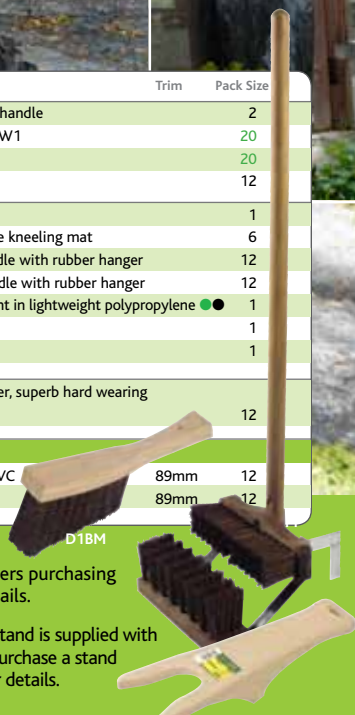 Trim Pack Size
handle 2
W1 20
20
12
1
e kneeling mat 6
dle with rubber hanger 12
dle with rubber hanger 12
nt in lightweight polypropylene 1
1
1
er, superb hard wearing
12
VC 89mm 12
89mm 12
D1BM
ers purchasing
ails.
tand is supplied with
urchase a stand
r details.